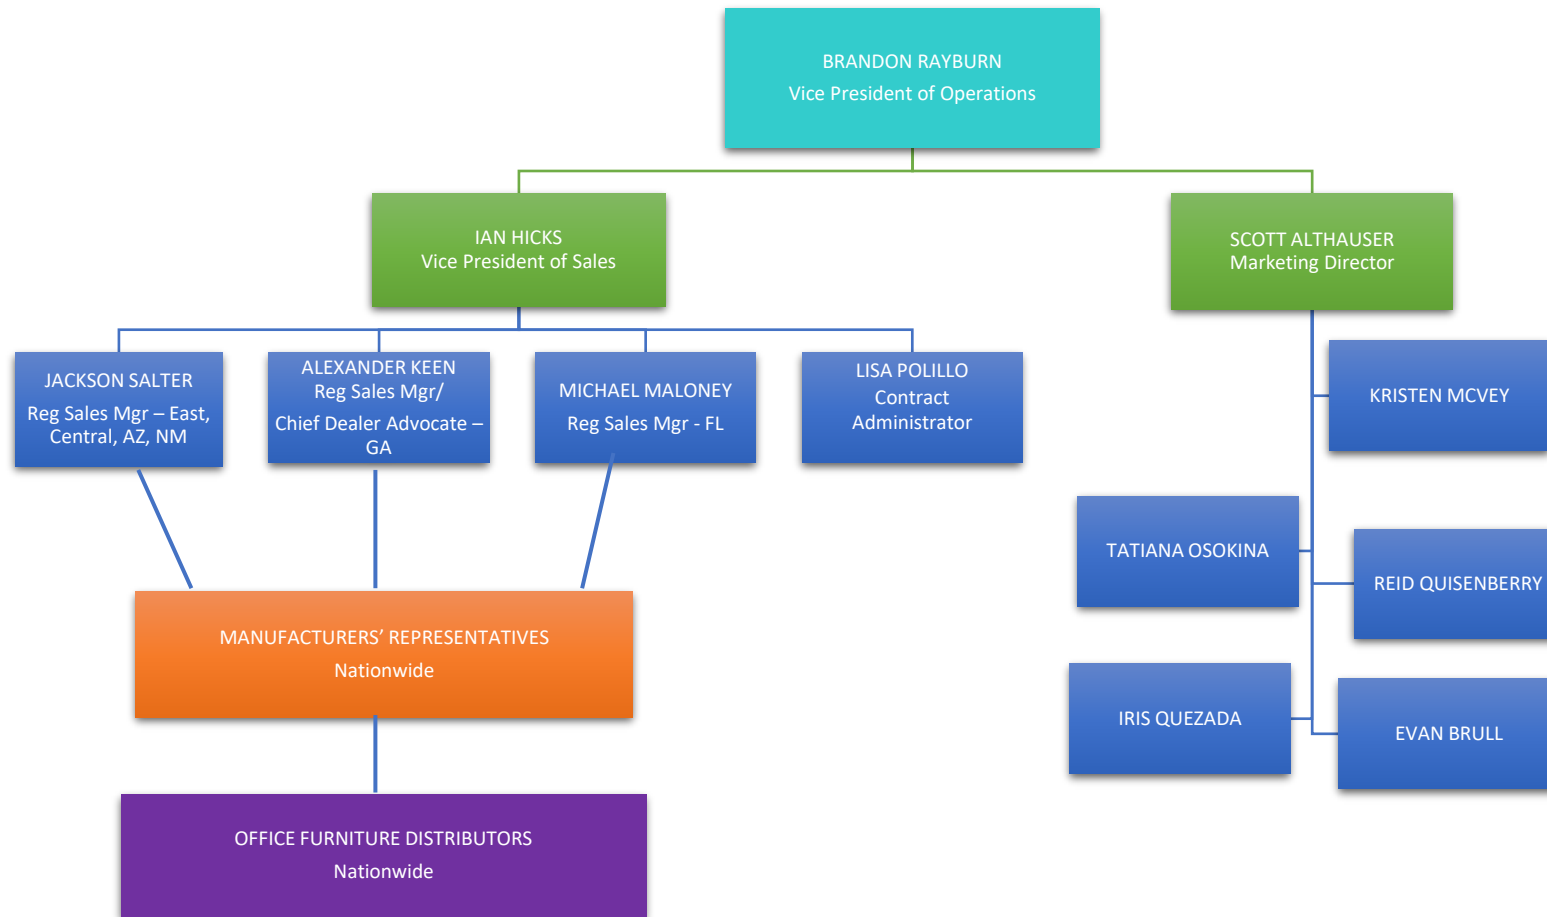 BRANDON RAYBURN
Vice President of Operations
IAN HICKS
Vice President of Sales
SCOTT ALTHAUSER
Marketing Director
JACKSON SALTER
Reg Sales Mgr – East,
Central, AZ, NM
ALEXANDER KEEN
Reg Sales Mgr/
Chief Dealer Advocate –
GA
MICHAEL MALONEY
Reg Sales Mgr - FL
LISA POLILLO
Contract
Administrator
KRISTEN MCVEY
TATIANA OSOKINA
REID QUISENBERRY
IRIS QUEZADA
EVAN BRULL
MANUFACTURERS’ REPRESENTATIVES
Nationwide
OFFICE FURNITURE DISTRIBUTORS
Nationwide